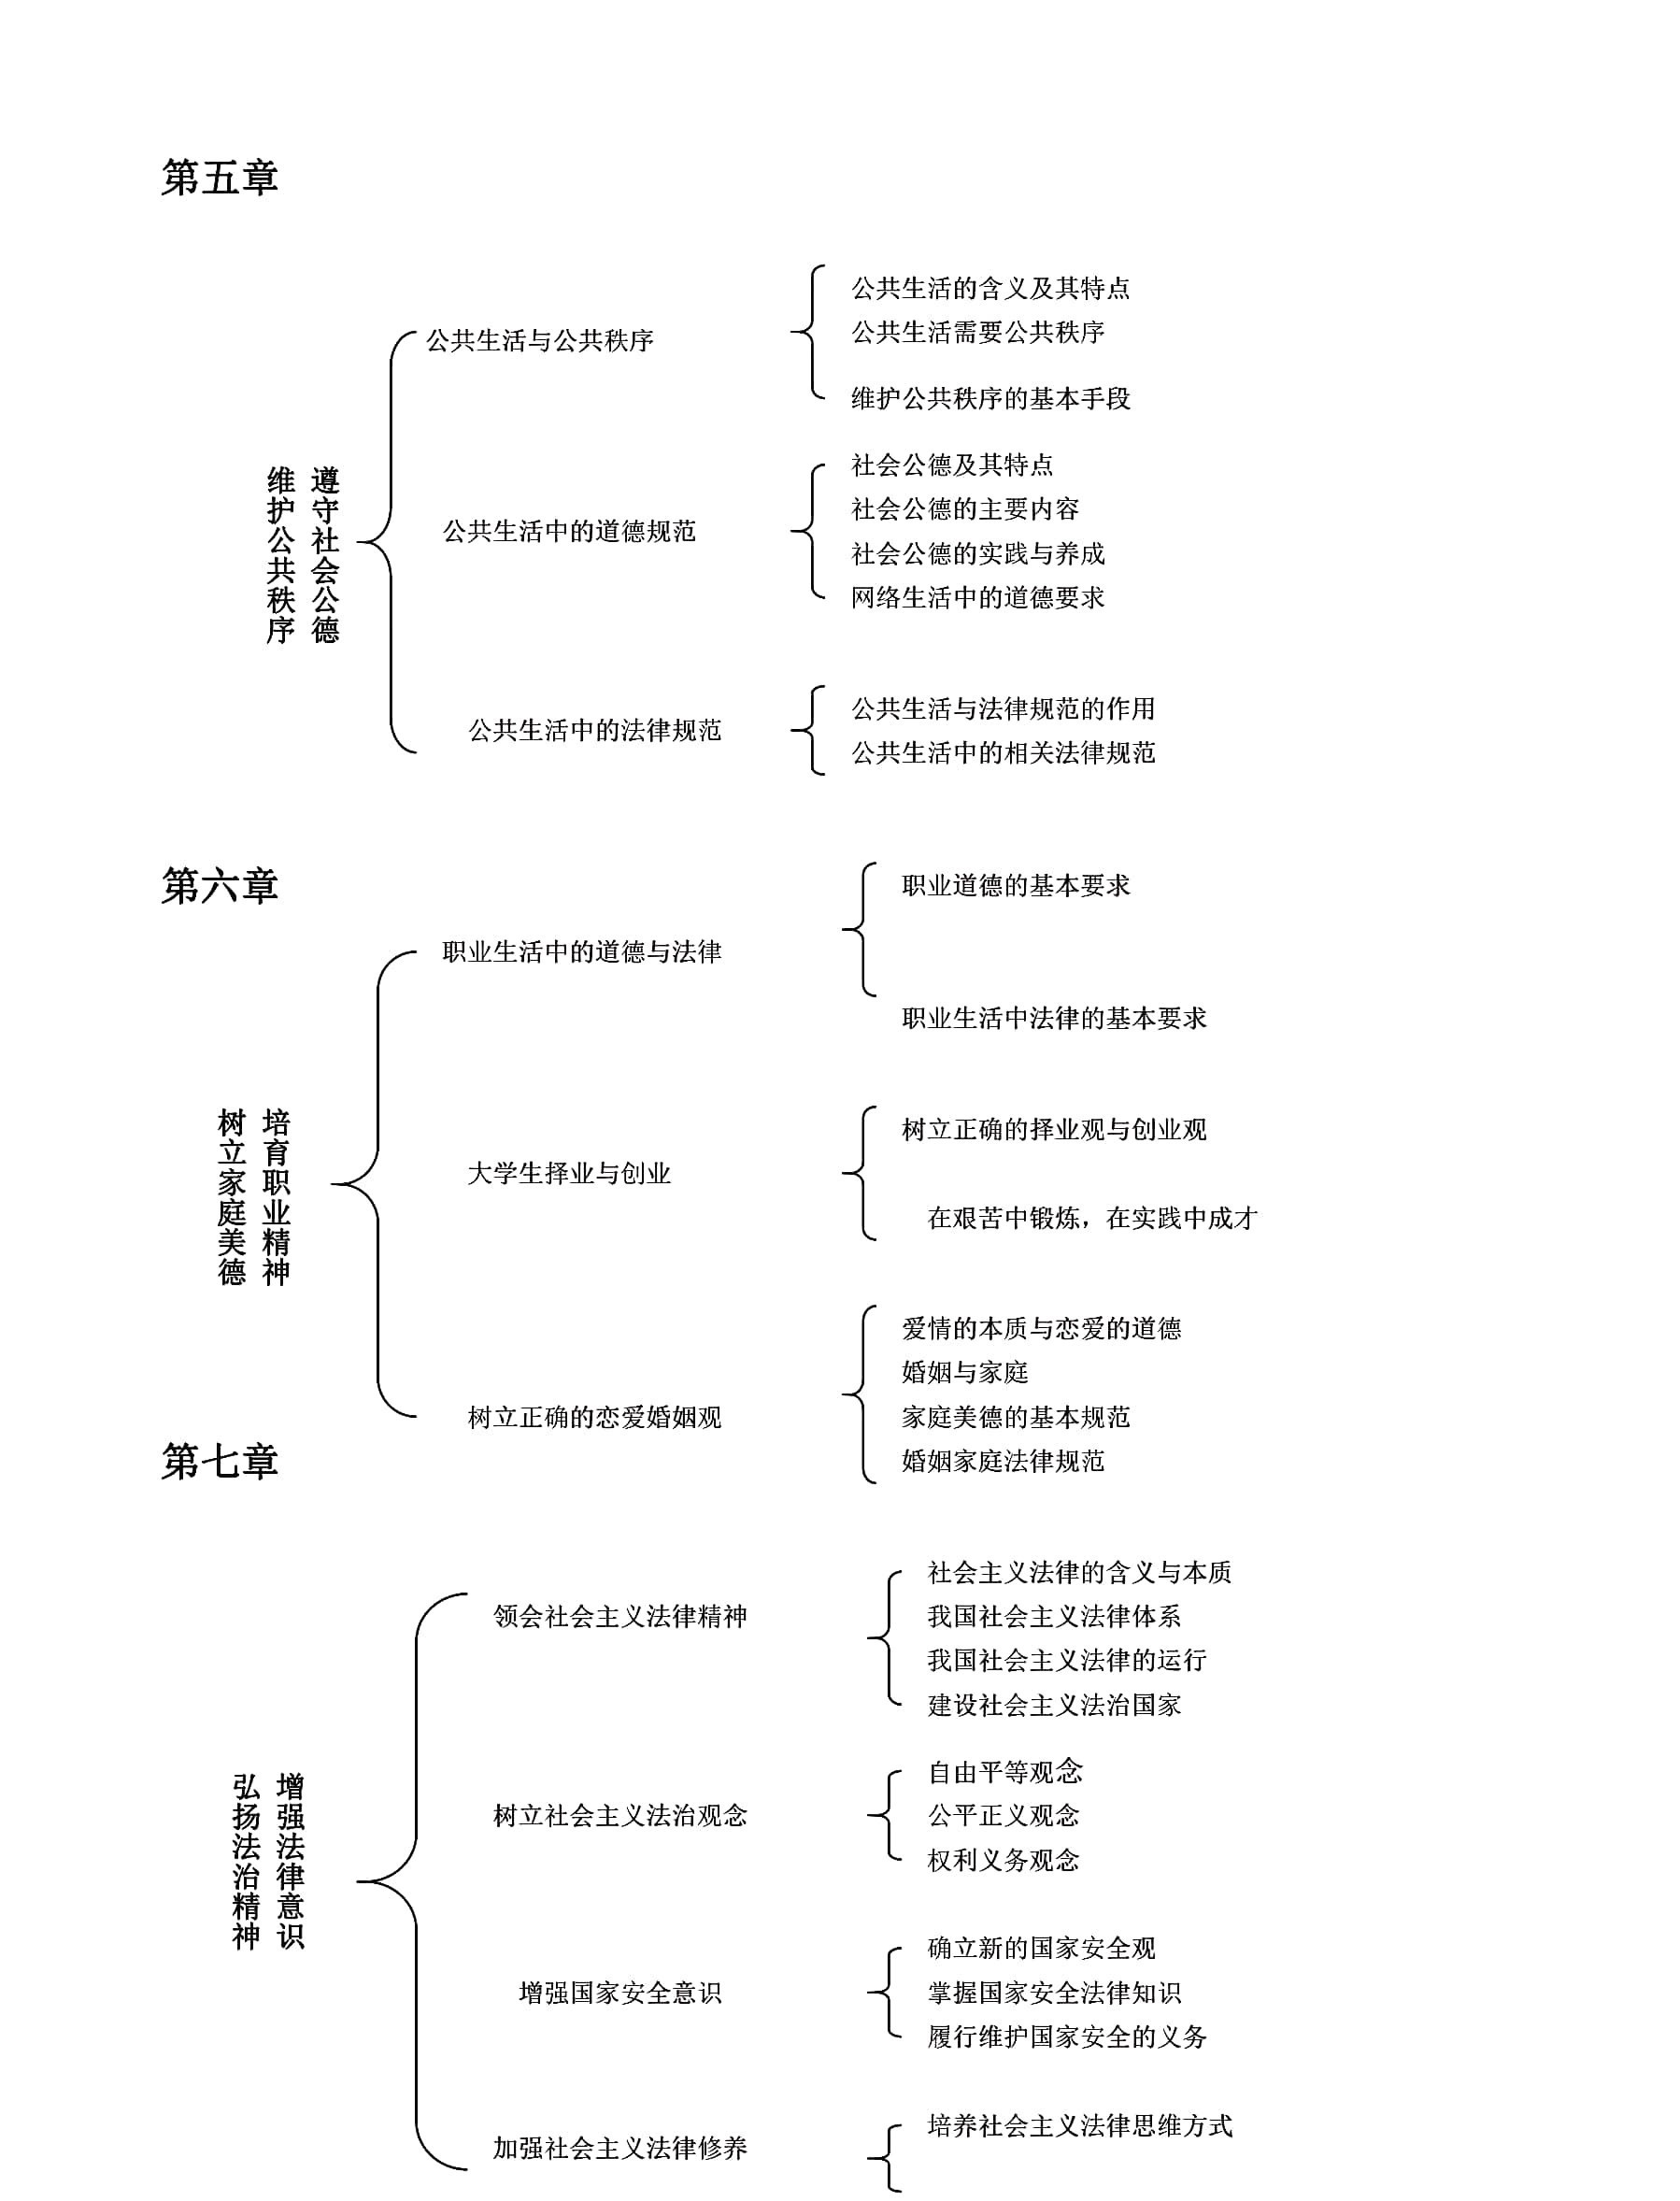 第五章
遵守社会公德
维护公共秩序
公共生活与公共秩序
公共生活的含义及其特点
公共生活需要公共秩序
维护公共秩序的基本手段
公共生活中的道德规范
社会公德及其特点
社会公德的主要内容
社会公德的实践与养成
网络生活中的道德要求
公共生活中的法律规范
公共生活与法律规范的作用
公共生活中的相关法律规范
第六章
培育职业精神
树立家庭美德
职业生活中的道德与法律
职业道德的基本要求
职业生活中法律的基本要求
大学生择业与创业
树立正确的择业观与创业观
在艰苦中锻炼，在实践中成才
树立正确的恋爱婚姻观
爱情的本质与恋爱的道德
婚姻与家庭
家庭美德的基本规范
婚姻家庭法律规范
第七章
增强法律意识
弘扬法治精神
领会社会主义法律精神
社会主义法律的含义与本质
我国社会主义法律体系
我国社会主义法律的运行
建设社会主义法治国家
树立社会主义法治观念
自由平等观念
公平正义观念
权利义务观念
增强国家安全意识
确立新的国家安全观
掌握国家安全法律知识
履行维护国家安全的义务
加强社会主义法律修养
培养社会主义法律思维方式